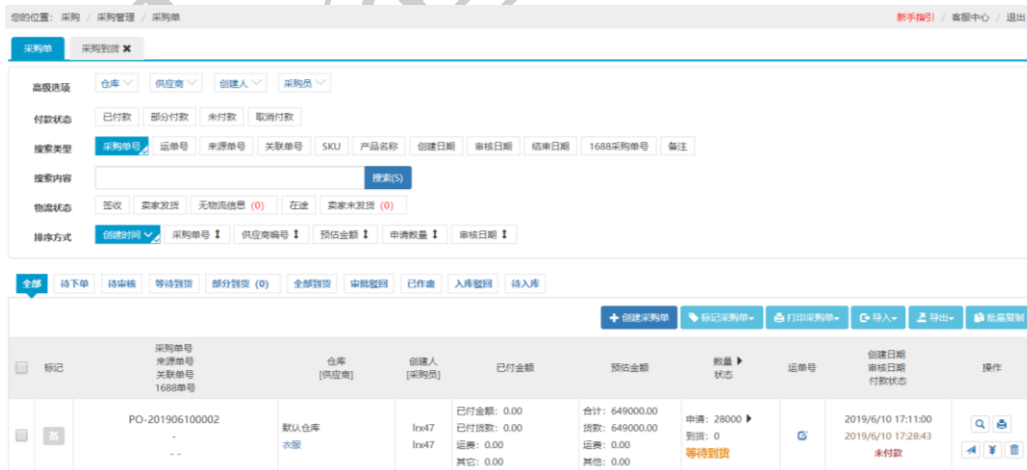 您的位置: 采购 / 采购管理 / 采购单 新手指引 / 客服中心 / 退出
采购单 采购到货 ✖
高级选项 仓库 供应商 创建人 采购员
付款状态 已付款 部分付款 未付款 取消付款
搜索类型 采购单号 运单号 来源单号 关联单号 SKU 产品名称 创建日期 审核日期 结束日期 1688采购单号 备注
搜索内容 搜索(S)
物流状态 签收 卖家发货 无物流信息 (0) 在途 卖家未发货 (0)
排序方式 创建时间 采购单号 供应商编号 预估金额 申请数量 审核日期
全部 待下单 待审核 等待到货 部分到货 (0) 全部到货 审批驳回 已作废 入库驳回 待入库
创建采购单 标记采购单 打印采购单 导入 导出 批量复制
标记 采购单号 仓库 创建人 已付金额 预估金额 数量 运单号 创建日期 操作
来源单号 [供应商] [采购员] 状态 审核日期
关联单号 付款状态
1688单号
PO-201906100002 默认仓库 lrx47 已付金额: 0.00 合计: 649000.00 申请: 28000 2019/6/10 17:11:00
- 衣服 lrx47 已付货款: 0.00 货款: 649000.00 到货: 0 2019/6/10 17:28:43
- - 运费: 0.00 运费: 0.00 等待到货 未付款
其它: 0.00 其他: 0.00